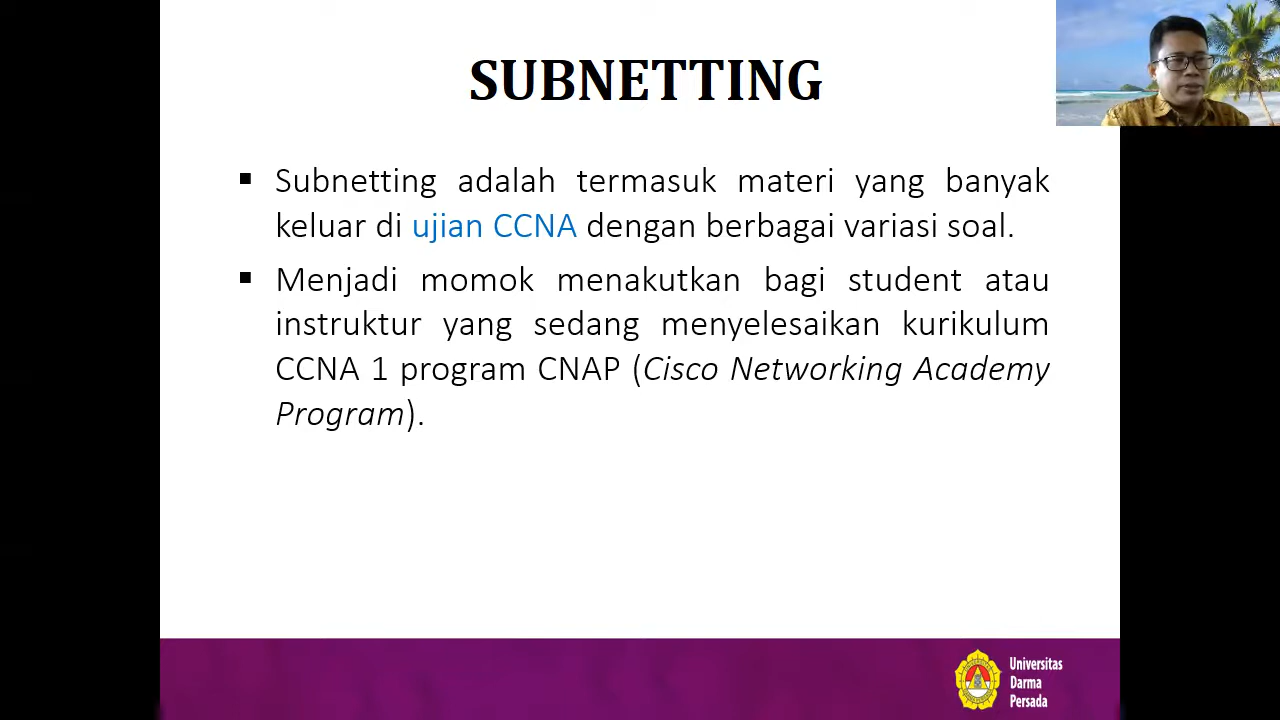 SUBNETTING
▪ Subnetting adalah termasuk materi yang banyak
keluar di ujian CCNA dengan berbagai variasi soal.
▪ Menjadi momok menakutkan bagi student atau
instruktur yang sedang menyelesaikan kurikulum
CCNA 1 program CNAP (Cisco Networking Academy
Program).
Universitas
Darma
Persada